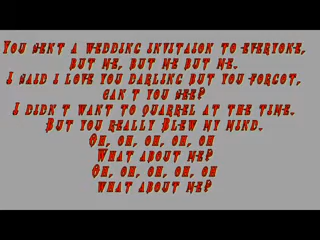 You sent a wedding invitaion to everyone,
but me, but me but me.
I said i love you darling but you forgot,
can't you see?
I didn't want to quarrel at the time.
But you really Blew my mind.
Oh, oh, oh, oh, oh
What about me?
Oh, oh, oh, oh, oh
what about me?